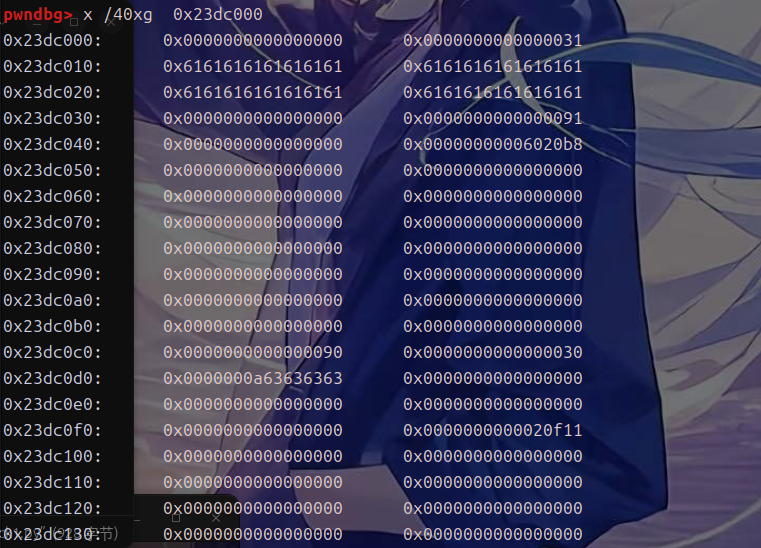 pwndbg> x /40xg  0x23dc000
0x23dc000:      0x0000000000000000      0x0000000000000031
0x23dc010:      0x6161616161616161      0x6161616161616161
0x23dc020:      0x6161616161616161      0x6161616161616161
0x23dc030:      0x0000000000000000      0x0000000000000091
0x23dc040:      0x0000000000000000      0x00000000006020b8
0x23dc050:      0x0000000000000000      0x0000000000000000
0x23dc060:      0x0000000000000000      0x0000000000000000
0x23dc070:      0x0000000000000000      0x0000000000000000
0x23dc080:      0x0000000000000000      0x0000000000000000
0x23dc090:      0x0000000000000000      0x0000000000000000
0x23dc0a0:      0x0000000000000000      0x0000000000000000
0x23dc0b0:      0x0000000000000000      0x0000000000000000
0x23dc0c0:      0x0000000000000090      0x0000000000000030
0x23dc0d0:      0x0000000a63636363      0x0000000000000000
0x23dc0e0:      0x0000000000000000      0x0000000000000000
0x23dc0f0:      0x0000000000000000      0x0000000000020f11
0x23dc100:      0x0000000000000000      0x0000000000000000
0x23dc110:      0x0000000000000000      0x0000000000000000
0x23dc120:      0x0000000000000000      0x0000000000000000
0x23dc130:      0x0000000000000000      0x0000000000000000